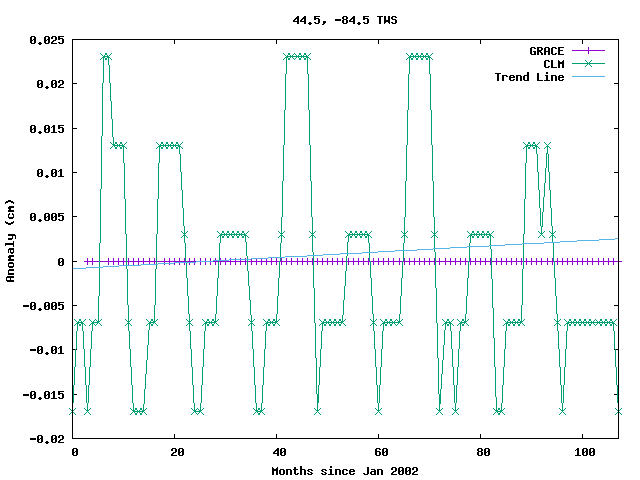 44.5, -84.5 TWS
GRACE
CLM
Trend Line
0.025
0.02
0.015
0.01
0.005
0
-0.005
-0.01
-0.015
-0.02
Anomaly (cm)
0 20 40 60 80 100
Months since Jan 2002